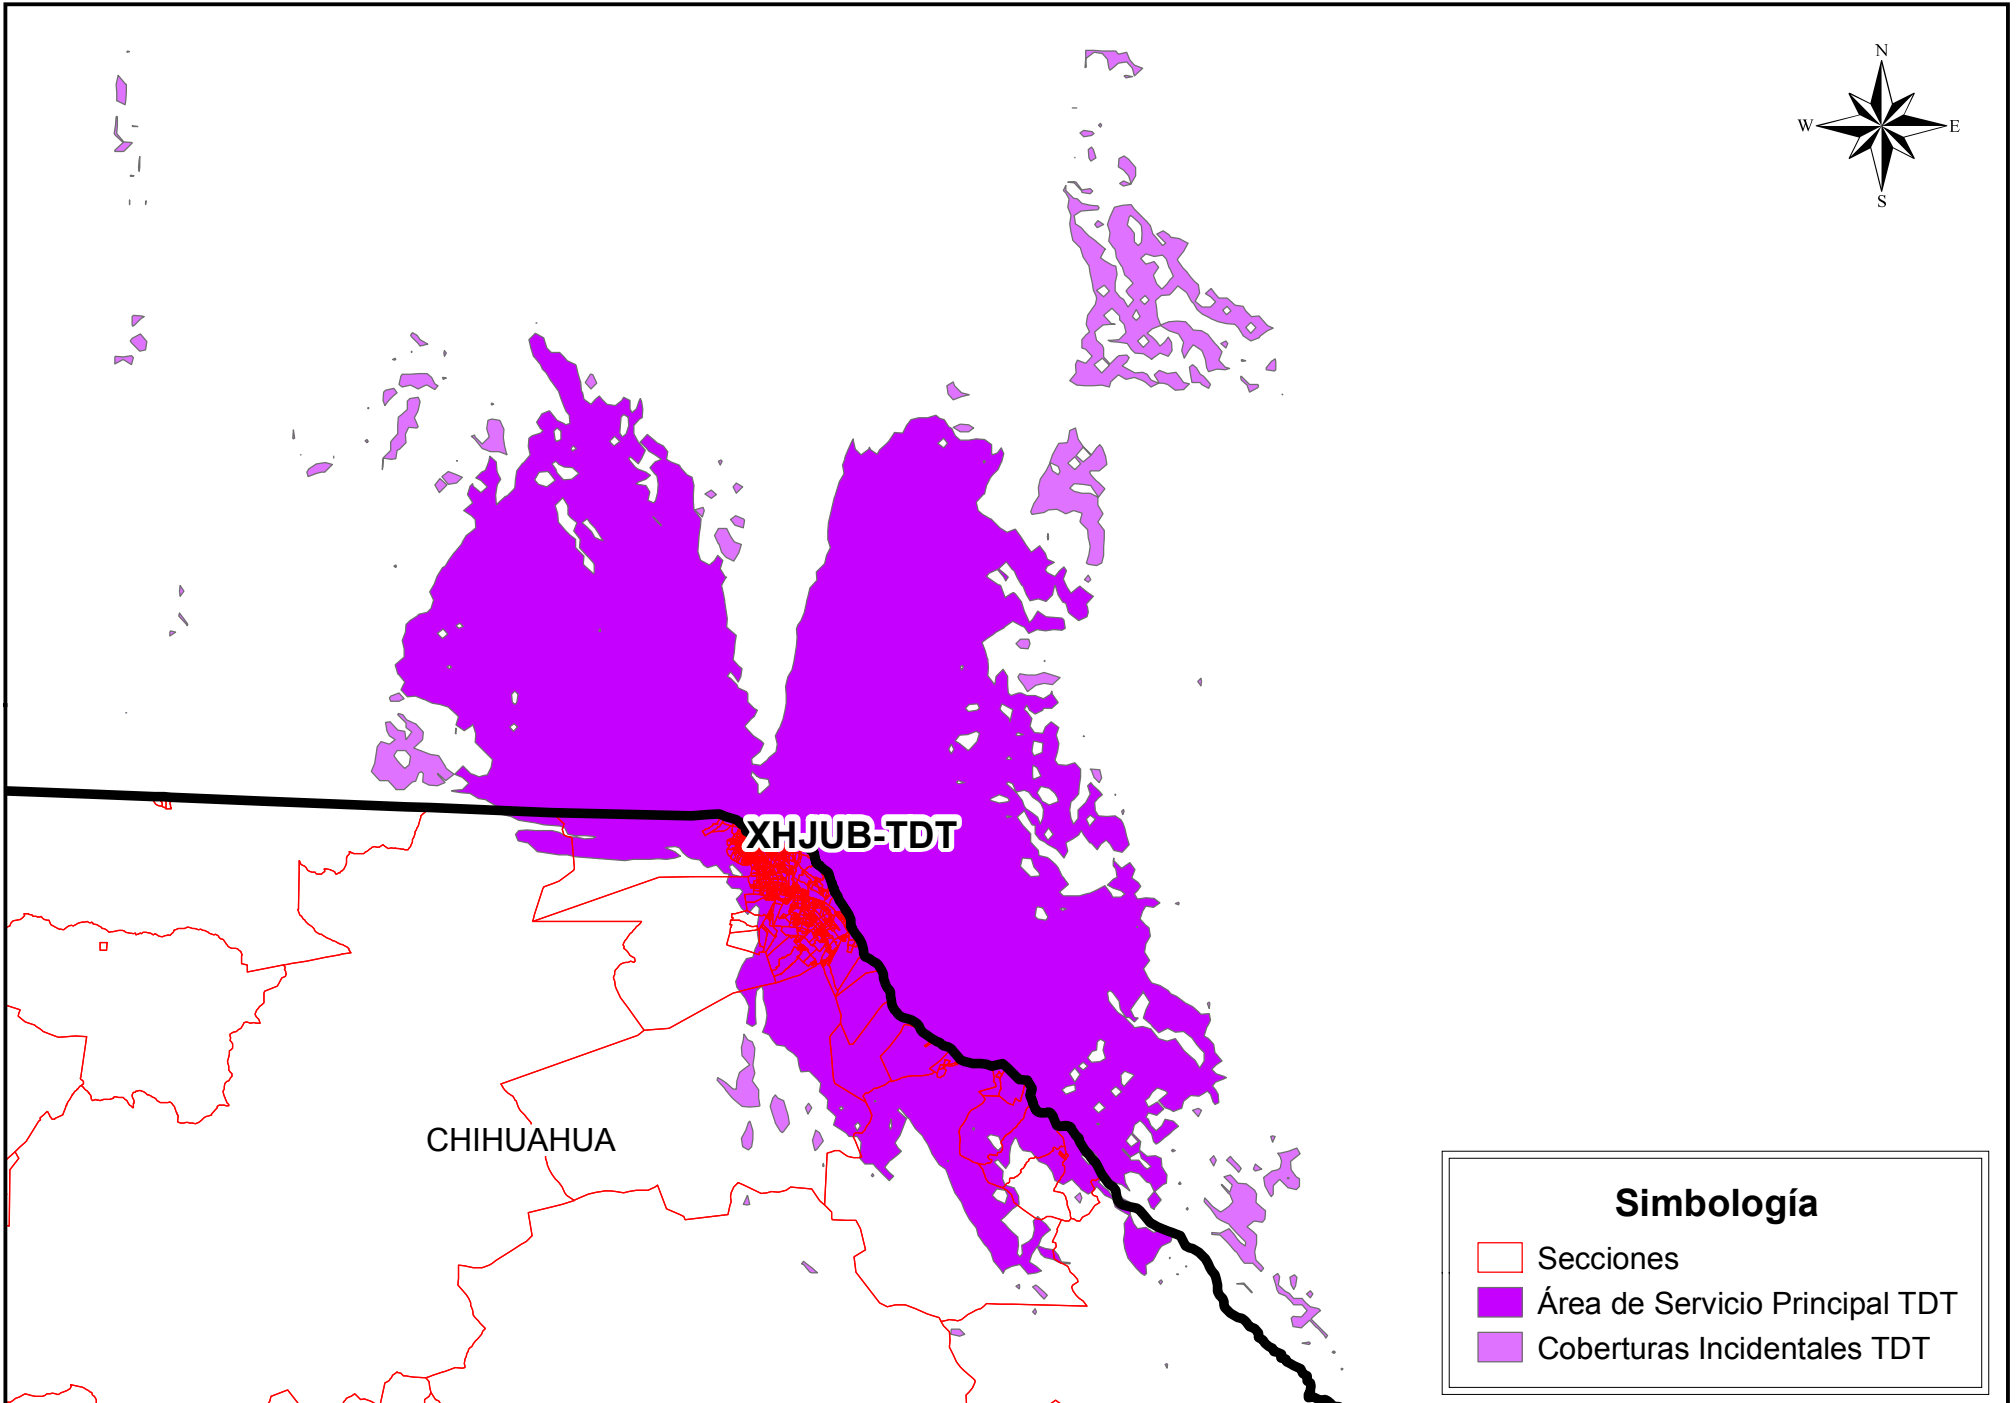 N
W E
S
XHJUB-TDT
CHIHUAHUA
Simbología
Secciones
Área de Servicio Principal TDT
Coberturas Incidentales TDT